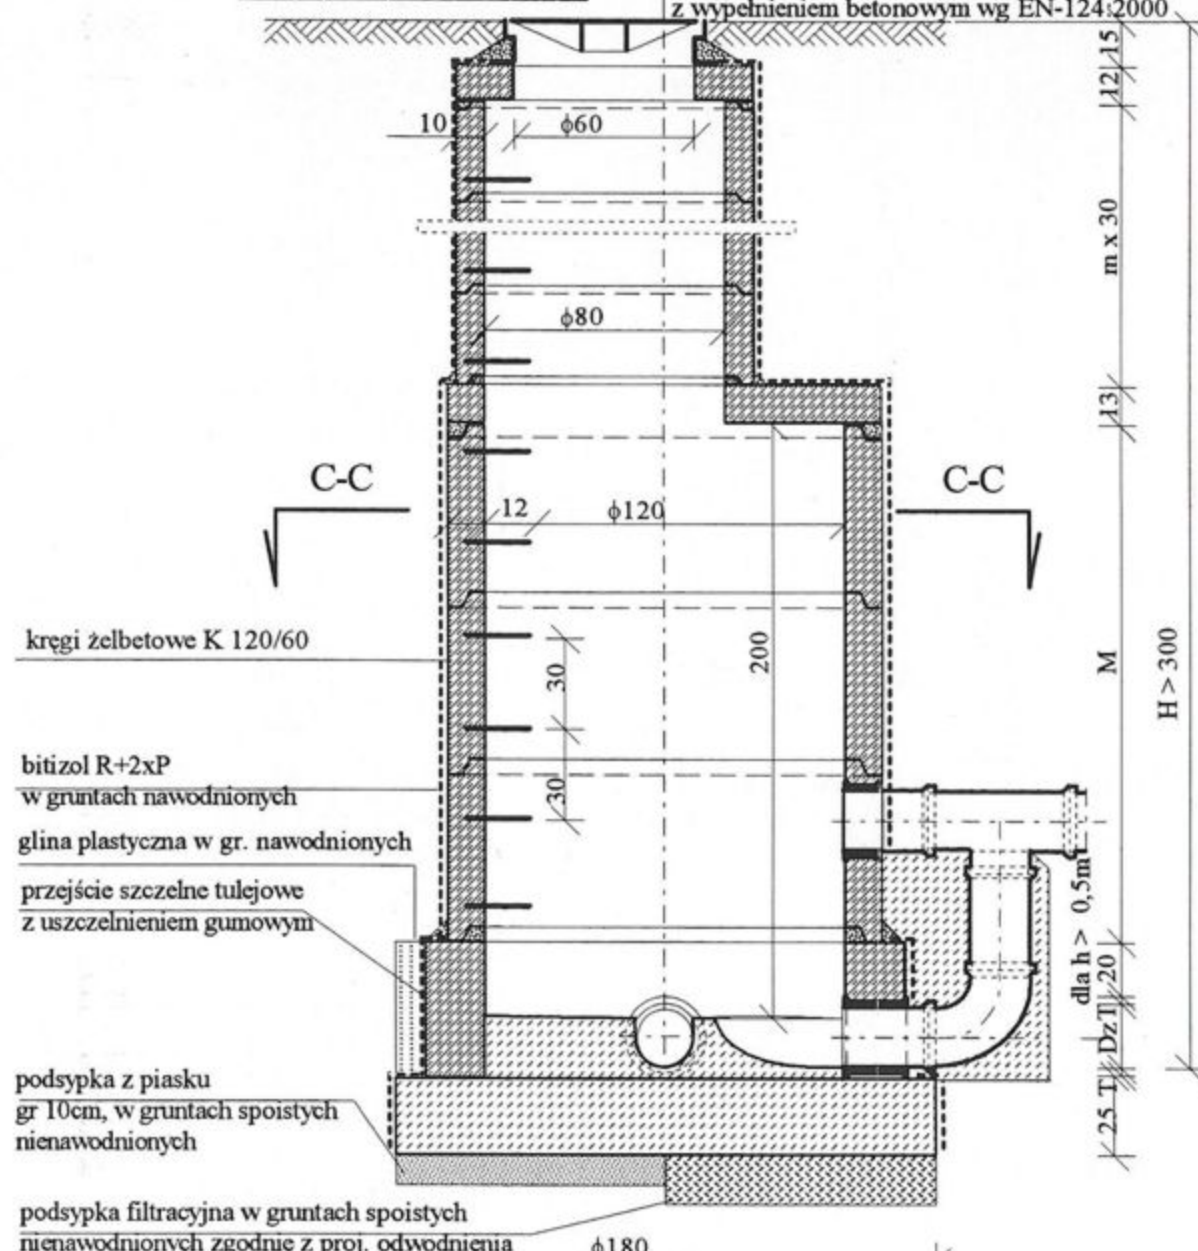 z wypełnieniem betonowym wg EN-124:2000
15
12
10
ϕ60
m x 30
ϕ80
13
C-C
C-C
12
ϕ120
kręgi żelbetowe K 120/60
30
200
M
H > 300
bitizol R+2xP
w gruntach nawodnionych
30
glina plastyczna w gr. nawodnionych
przejście szczelne tulejowe
z uszczelnieniem gumowym
dla h > 0,5m
20
T
Dz
T
25
podsypka z piasku
gr 10cm, w gruntach spoistych
nienawodnionych
podsypka filtracyjna w gruntach spoistych
nienawodnionych zgodnie z proj. odwodnienia
ϕ180